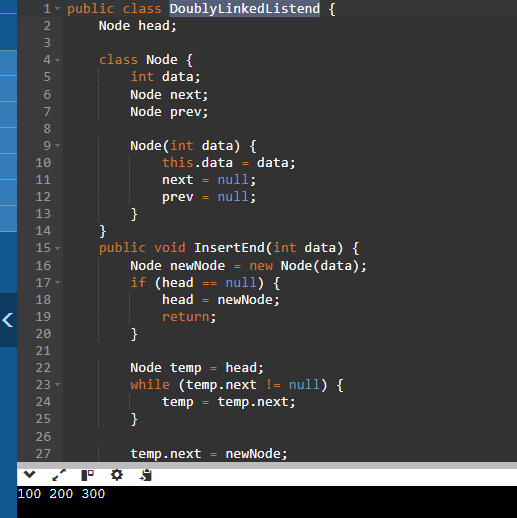 1 public class DoublyLinkedListend {
2 Node head;
3
4 class Node {
5 int data;
6 Node next;
7 Node prev;
8
9 Node(int data) {
10 this.data = data;
11 next = null;
12 prev = null;
13 }
14 }
15 public void InsertEnd(int data) {
16 Node newNode = new Node(data);
17 if (head == null) {
18 head = newNode;
19 return;
20 }
21
22 Node temp = head;
23 while (temp.next != null) {
24 temp = temp.next;
25 }
26
27 temp.next = newNode;
100 200 300